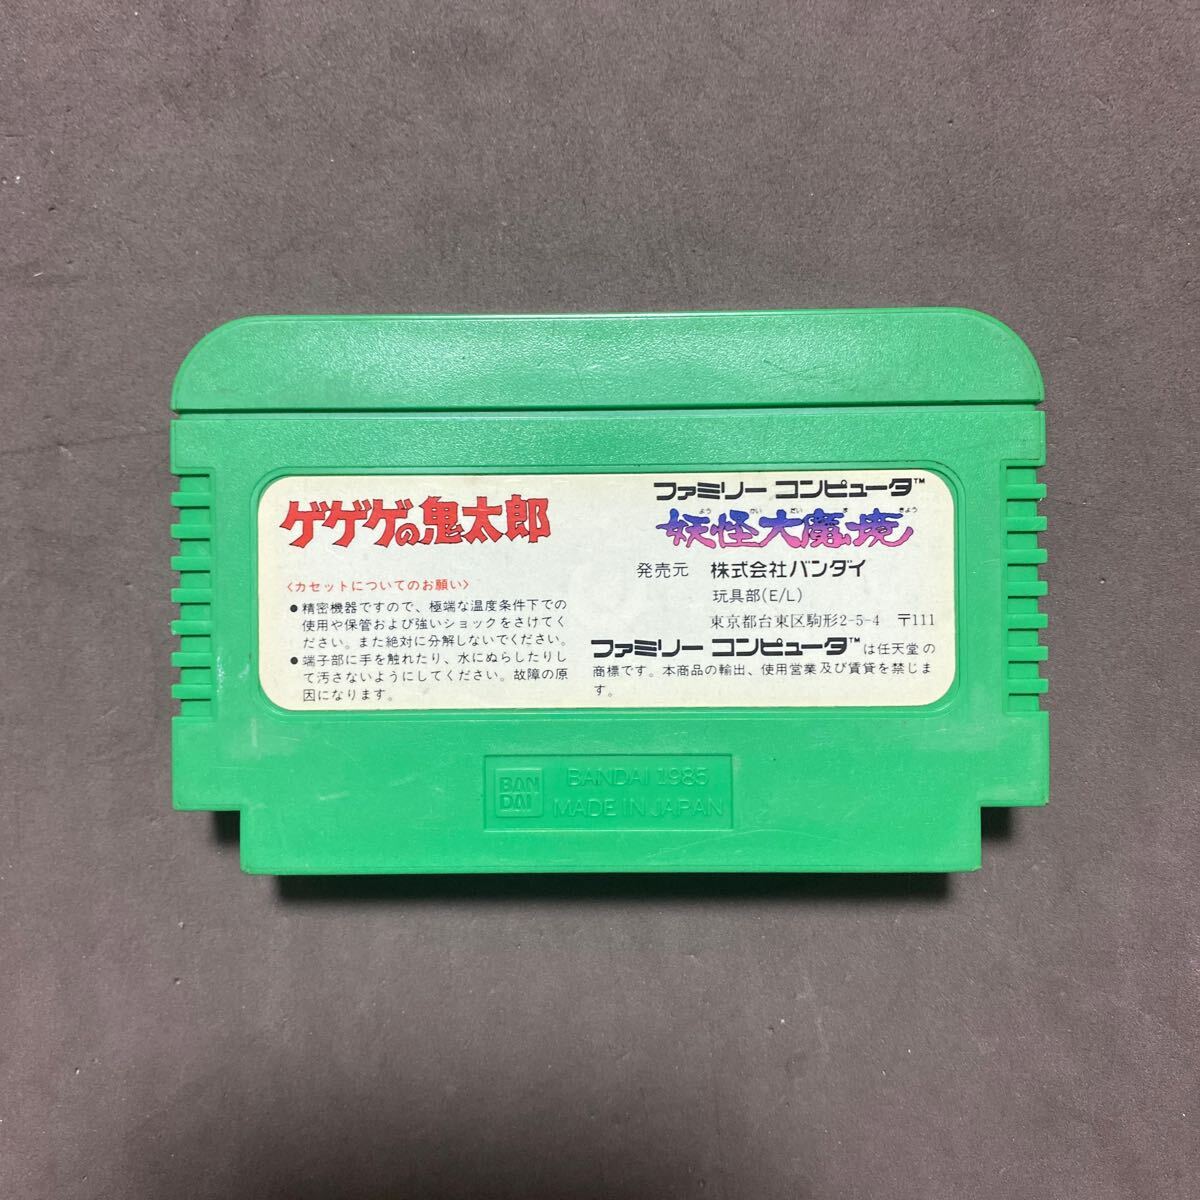 ゲゲゲの鬼太郎
〈カセットについてのお願い〉
●精密機器ですので、極端な温度条件下での
使用や保管および強いショックをさけてく
ださい。また絶対に分解しないでください。
●端子部に手を触れたり、水にぬらしたりし
て汚さないようにしてください。故障の原
因になります。
ファミリー コンピュータ™
よう かい だい ま きょう
妖怪大魔境
発売元 株式会社バンダイ
玩具部(E/L)
東京都台東区駒形2-5-4 〒111
ファミリー コンピュータ™は任天堂の
商標です。本商品の輸出、使用営業及び賃貸を禁じま
す。
BAN
DAI
BANDAI 1985
MADE IN JAPAN